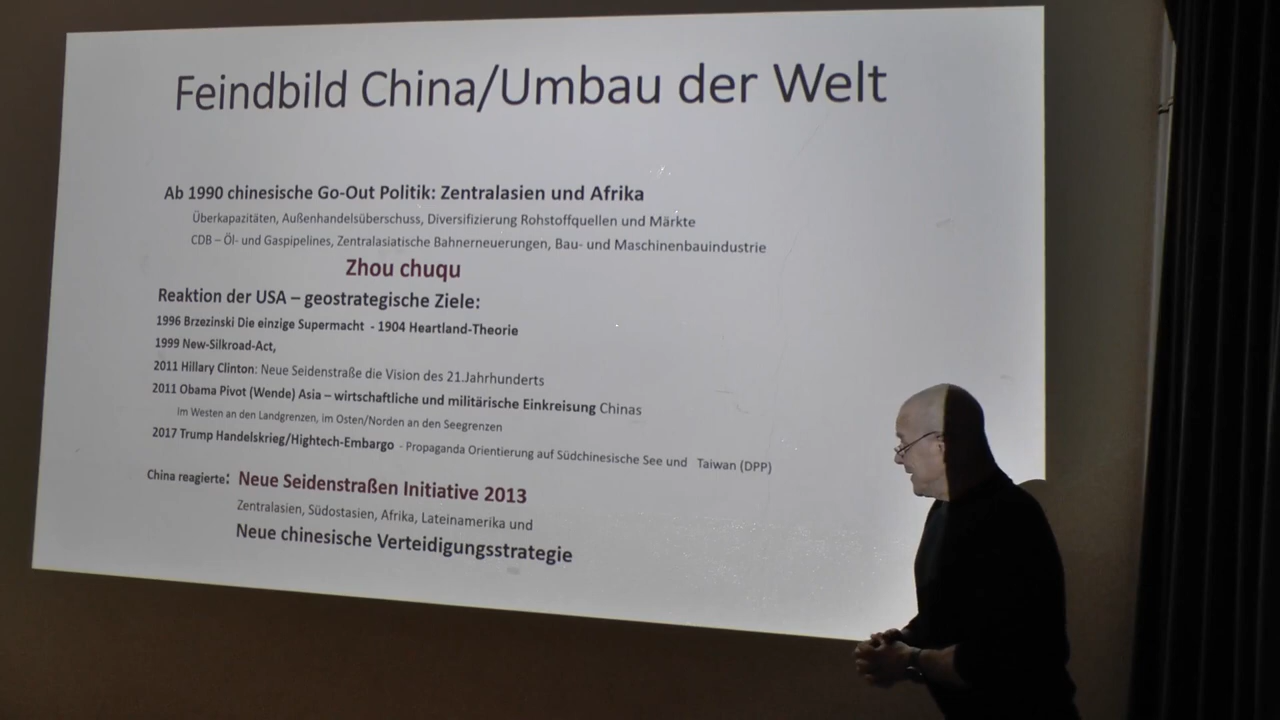 Feindbild China/Umbau der Welt
Ab 1990 chinesische Go-Out Politik: Zentralasien und Afrika
Überkapazitäten, Außenhandelsüberschuss, Diversifizierung Rohstoffquellen und Märkte
CDB – Öl- und Gaspipelines, Zentralasiatische Bahnerneuerungen, Bau- und Maschinenbauindustrie
Zhou chuqu
Reaktion der USA – geostrategische Ziele:
1996 Brzezinski Die einzige Supermacht - 1904 Heartland-Theorie
1999 New-Silkroad-Act,
2011 Hillary Clinton: Neue Seidenstraße die Vision des 21.Jahrhunderts
2011 Obama Pivot (Wende) Asia – wirtschaftliche und militärische Einkreisung Chinas
im Westen an den Landgrenzen, im Osten/Norden an den Seegrenzen
2017 Trump Handelskrieg/Hightech-Embargo - Propaganda Orientierung auf Südchinesische See und Taiwan (DPP)
China reagierte: Neue Seidenstraßen Initiative 2013
Zentralasien, Südostasien, Afrika, Lateinamerika und
Neue chinesische Verteidigungsstrategie